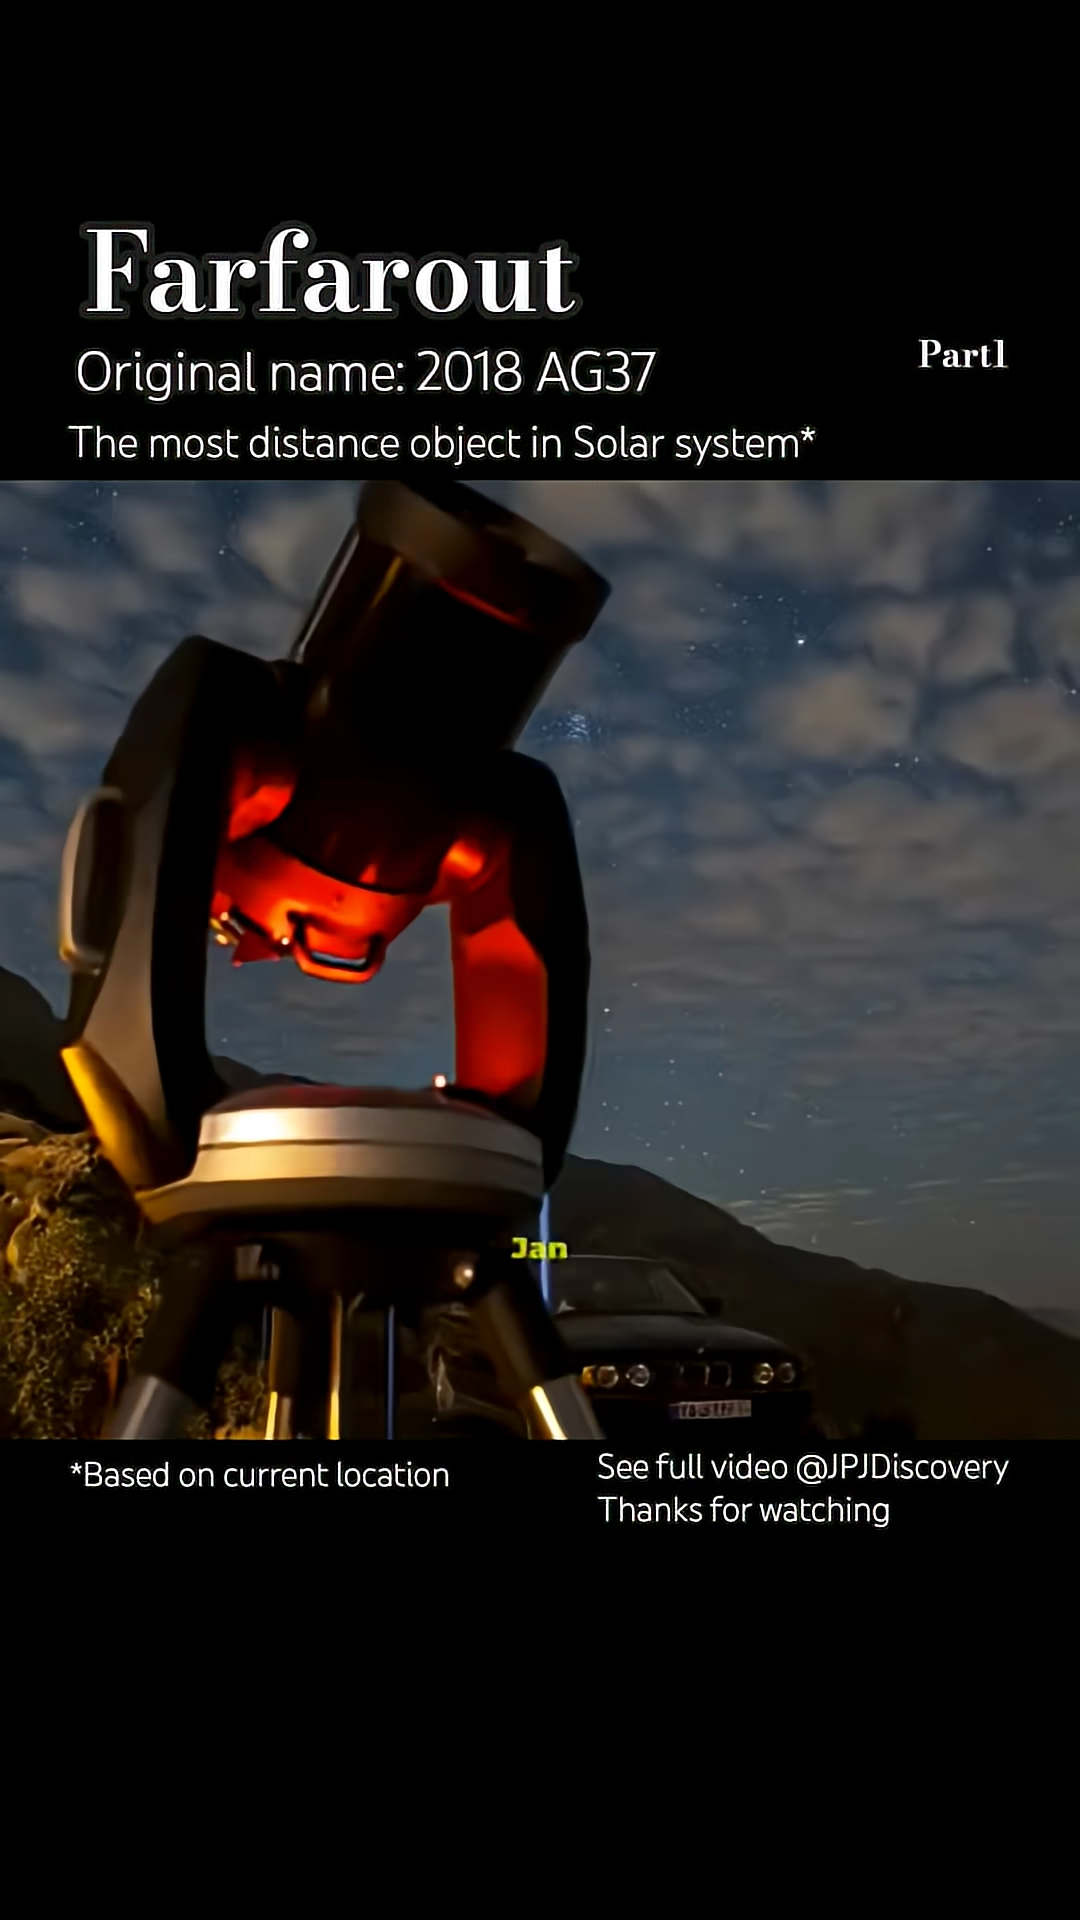 Farfarout
Original name: 2018 AG37
Part1
The most distance object in Solar system*
Jan
*Based on current location
See full video @JPJDiscovery
Thanks for watching